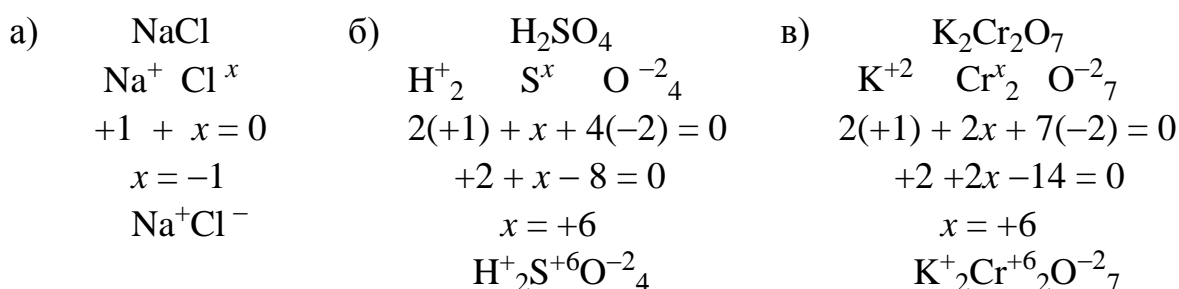 а) NaCl
Na⁺ Cl ˣ
+1 + x = 0
x = −1
Na⁺Cl ⁻
б) H₂SO₄
H⁺₂ Sˣ O ⁻²₄
2(+1) + x + 4(−2) = 0
+2 + x − 8 = 0
x = +6
H⁺₂S⁺⁶O⁻²₄
в) K₂Cr₂O₇
K⁺² Crˣ₂ O⁻²₇
2(+1) + 2x + 7(−2) = 0
+2 +2x −14 = 0
x = +6
K⁺₂Cr⁺⁶₂O⁻²₇